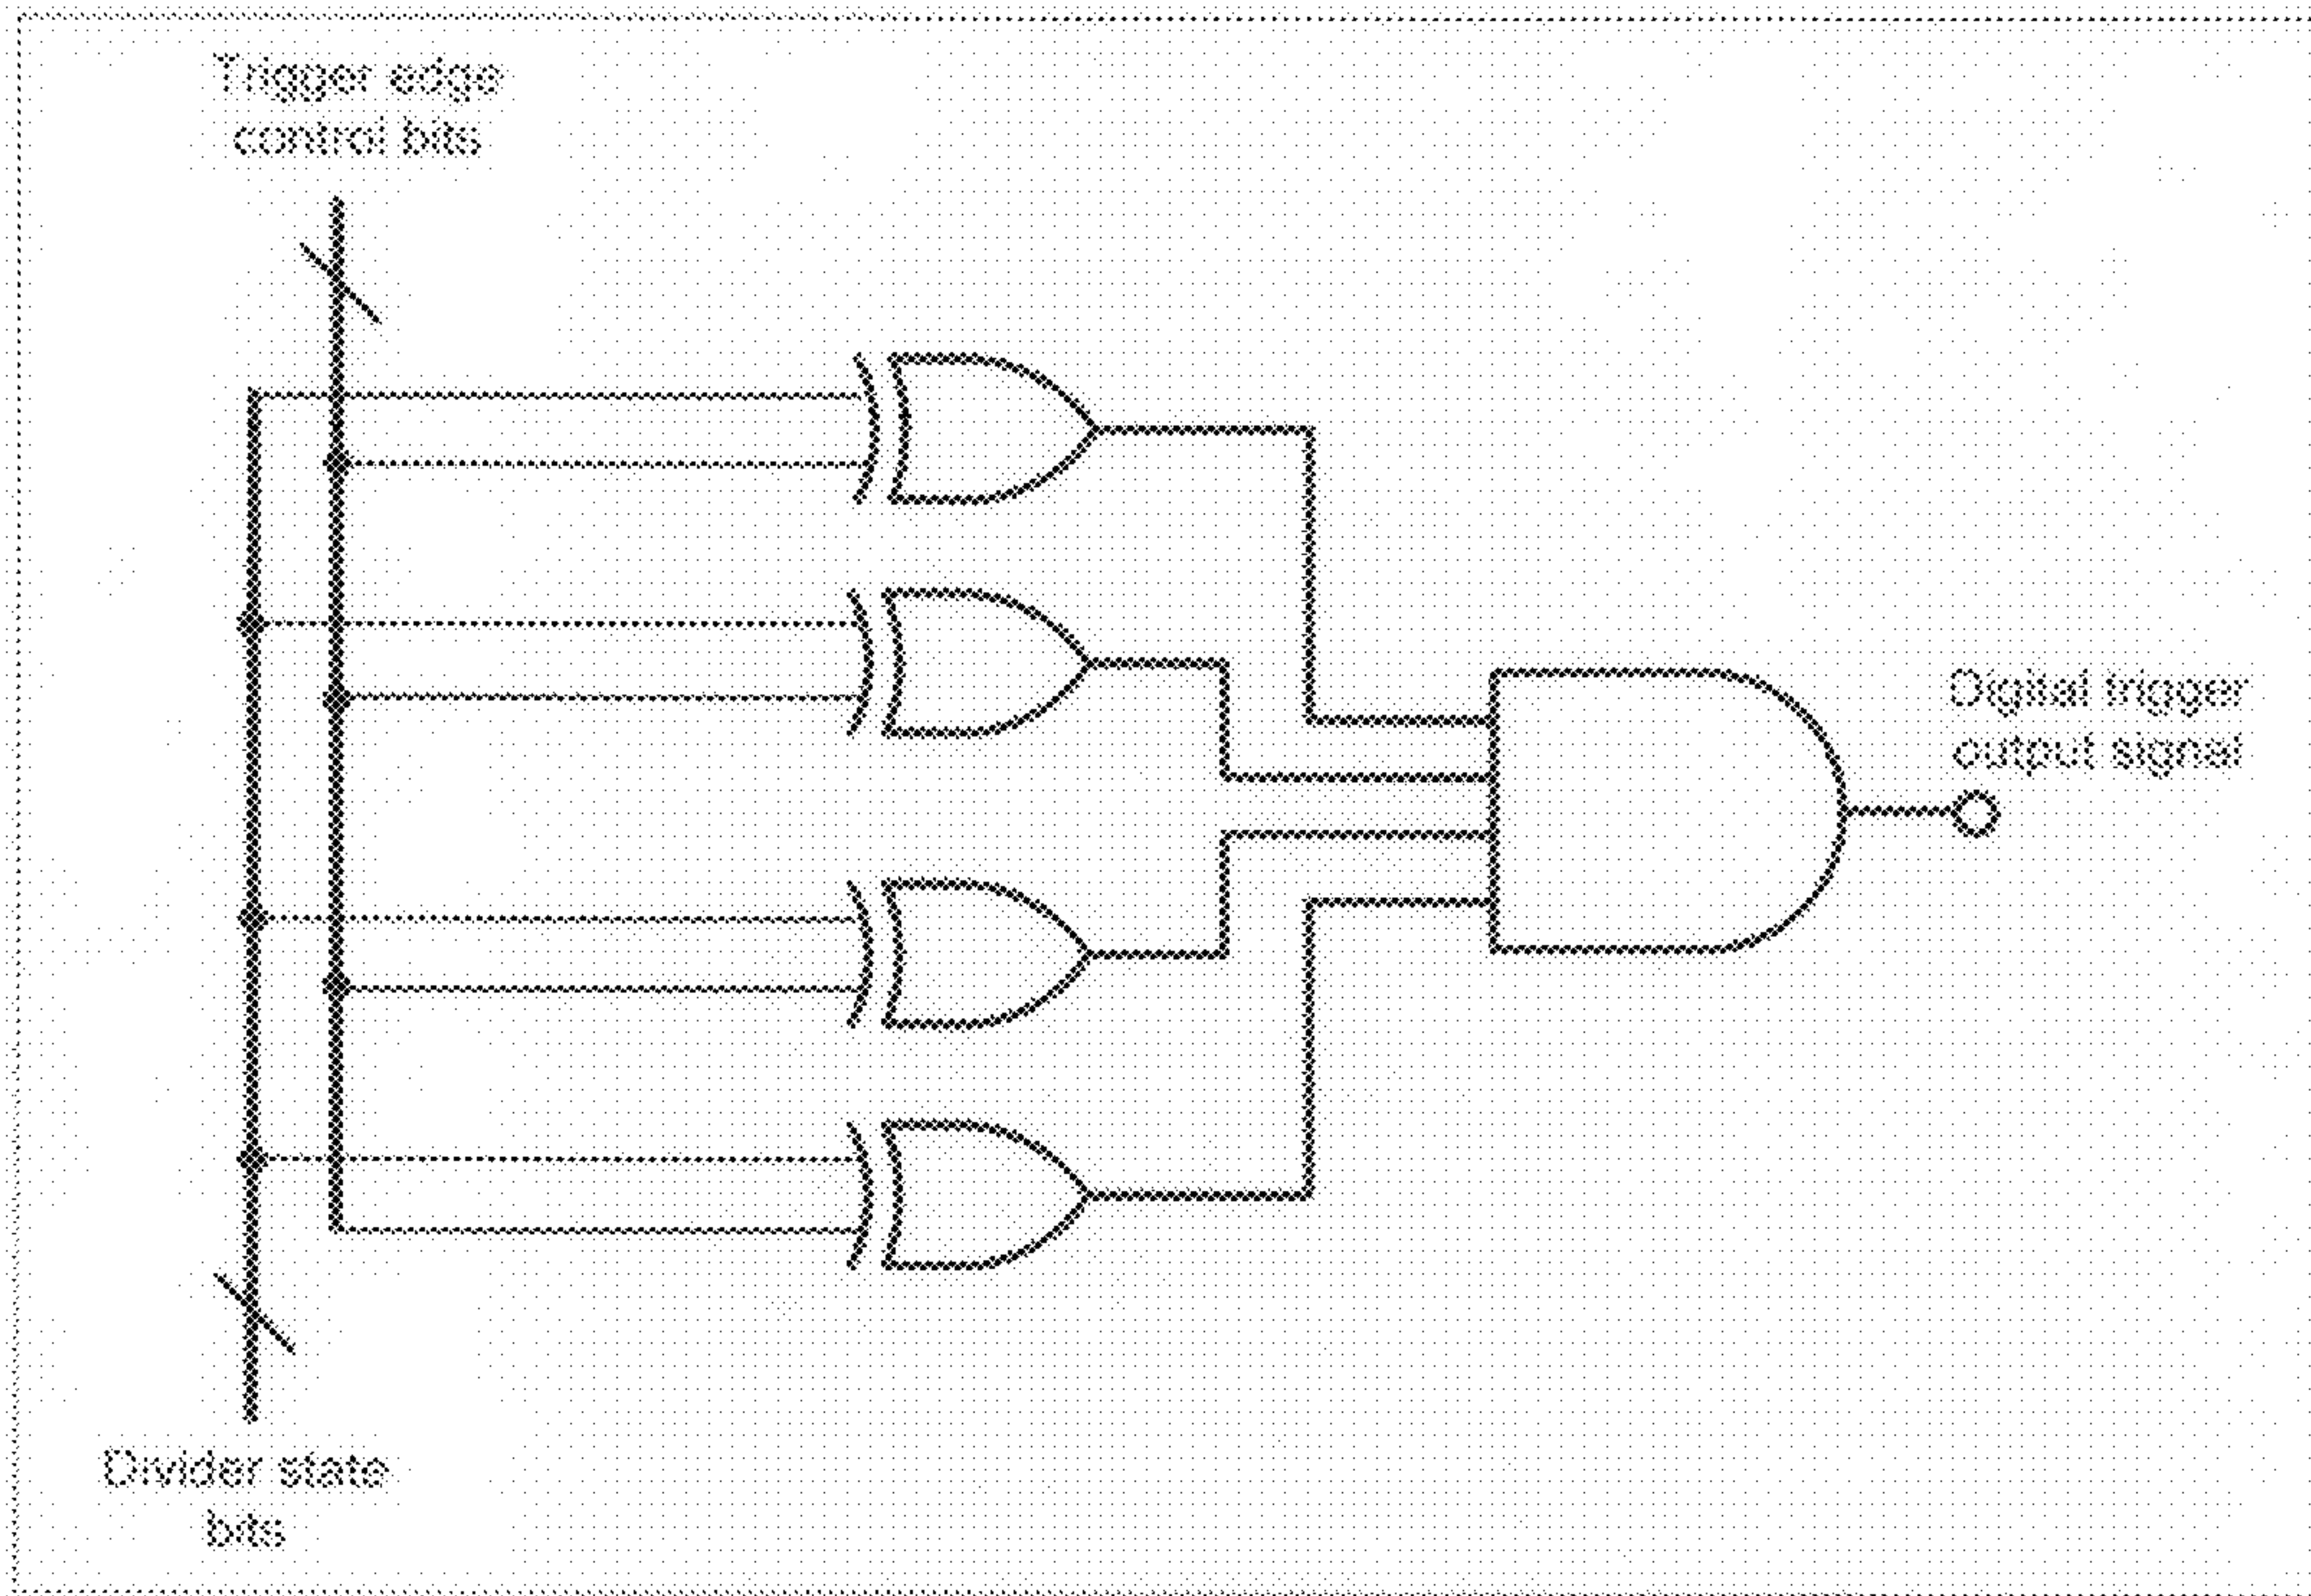 Trigger edge
control bits
Digital trigger
output signal
Divider state
bits